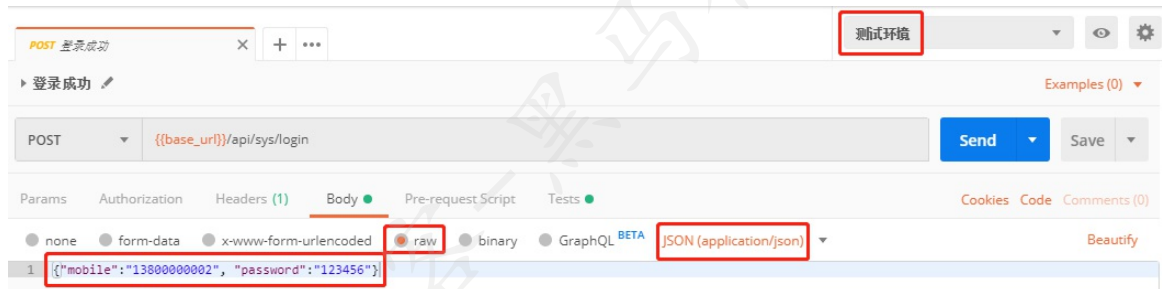 POST 登录成功 × + •••
测试环境
登录成功
Examples (0)
POST {{base_url}}/api/sys/login Send Save
Params Authorization Headers (1) Body Pre-request Script Tests Cookies Code Comments (0)
none form-data x-www-form-urlencoded raw binary GraphQL BETA JSON (application/json) Beautify
1 {"mobile":"13800000002", "password":"123456"}